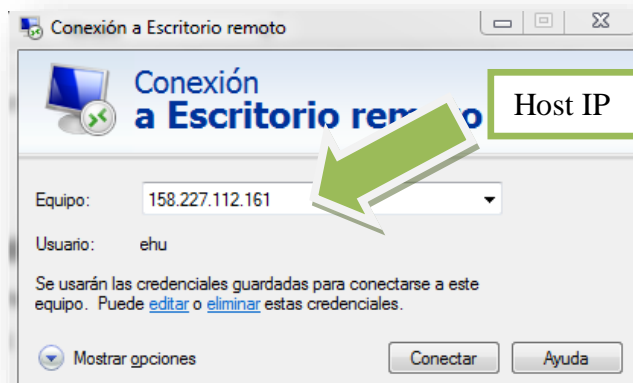 Conexión a Escritorio remoto
Conexión
a Escritorio remoto
Host IP
Equipo: 158.227.112.161
Usuario: ehu
Se usarán las credenciales guardadas para conectarse a este
equipo. Puede editar o eliminar estas credenciales.
Mostrar opciones Conectar Ayuda